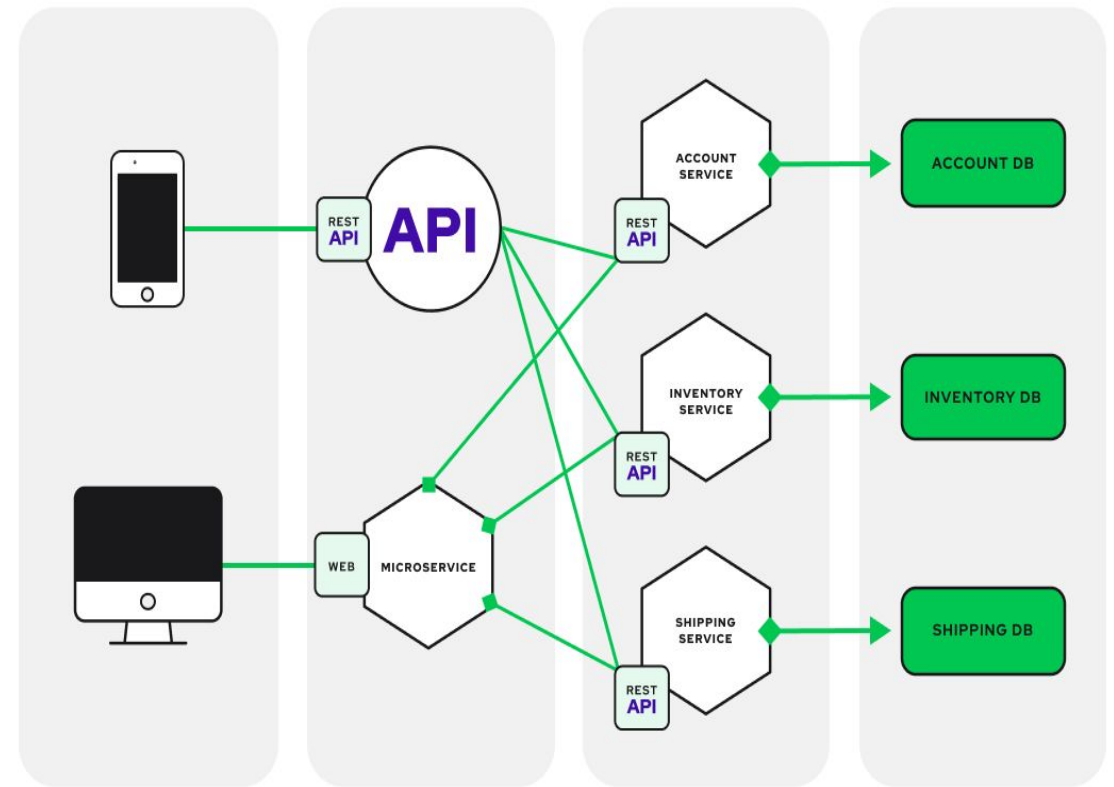 REST
API
API
WEB
MICROSERVICE
ACCOUNT
SERVICE
REST
API
INVENTORY
SERVICE
REST
API
SHIPPING
SERVICE
REST
API
ACCOUNT DB
INVENTORY DB
SHIPPING DB